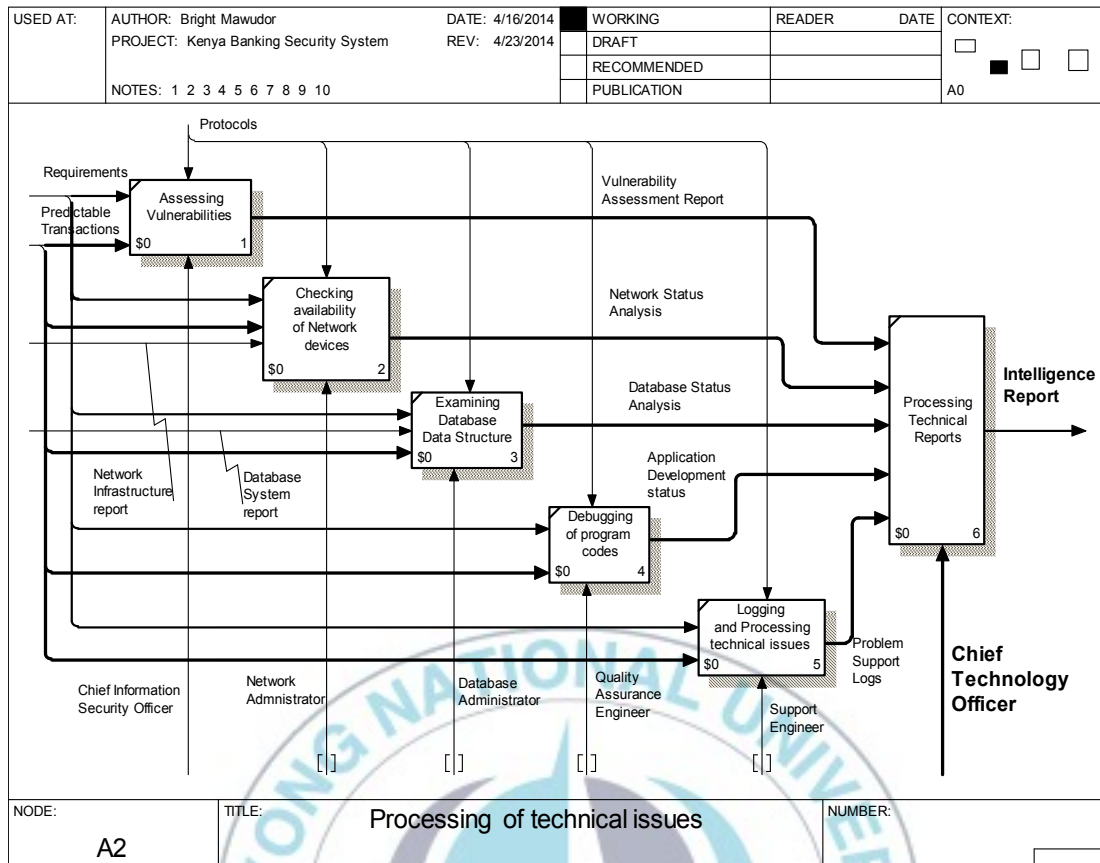 USED AT:
AUTHOR: Bright Mawudor
DATE: 4/16/2014
WORKING
READER
DATE
CONTEXT:
PROJECT: Kenya Banking Security System
REV: 4/23/2014
DRAFT
RECOMMENDED
NOTES: 1 2 3 4 5 6 7 8 9 10
PUBLICATION
A0
Protocols
Requirements
Predictable
Transactions
Assessing
Vulnerabilities
$0
1
Vulnerability
Assessment Report
Checking
availability
of Network
devices
$0
2
Network Status
Analysis
Examining
Database
Data Structure
$0
3
Database Status
Analysis
Processing
Technical
Reports
$0
6
Intelligence
Report
Network
Infrastructure
report
Database
System
report
Application
Development
status
Debugging
of program
codes
$0
4
Logging
and Processing
technical issues
$0
5
Problem
Support
Logs
Chief
Technology
Officer
Chief Information
Security Officer
Network
Admnistrator
Database
Administrator
Quality
Assurance
Engineer
Support
Engineer
ONG NATIONAL UNIVER
NODE:
A2
TITLE:
Processing of technical issues
NUMBER: